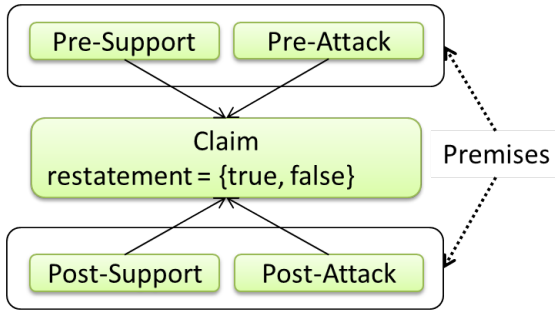 Pre-Support
Pre-Attack
Claim
restatement = {true, false}
Premises
Post-Support
Post-Attack